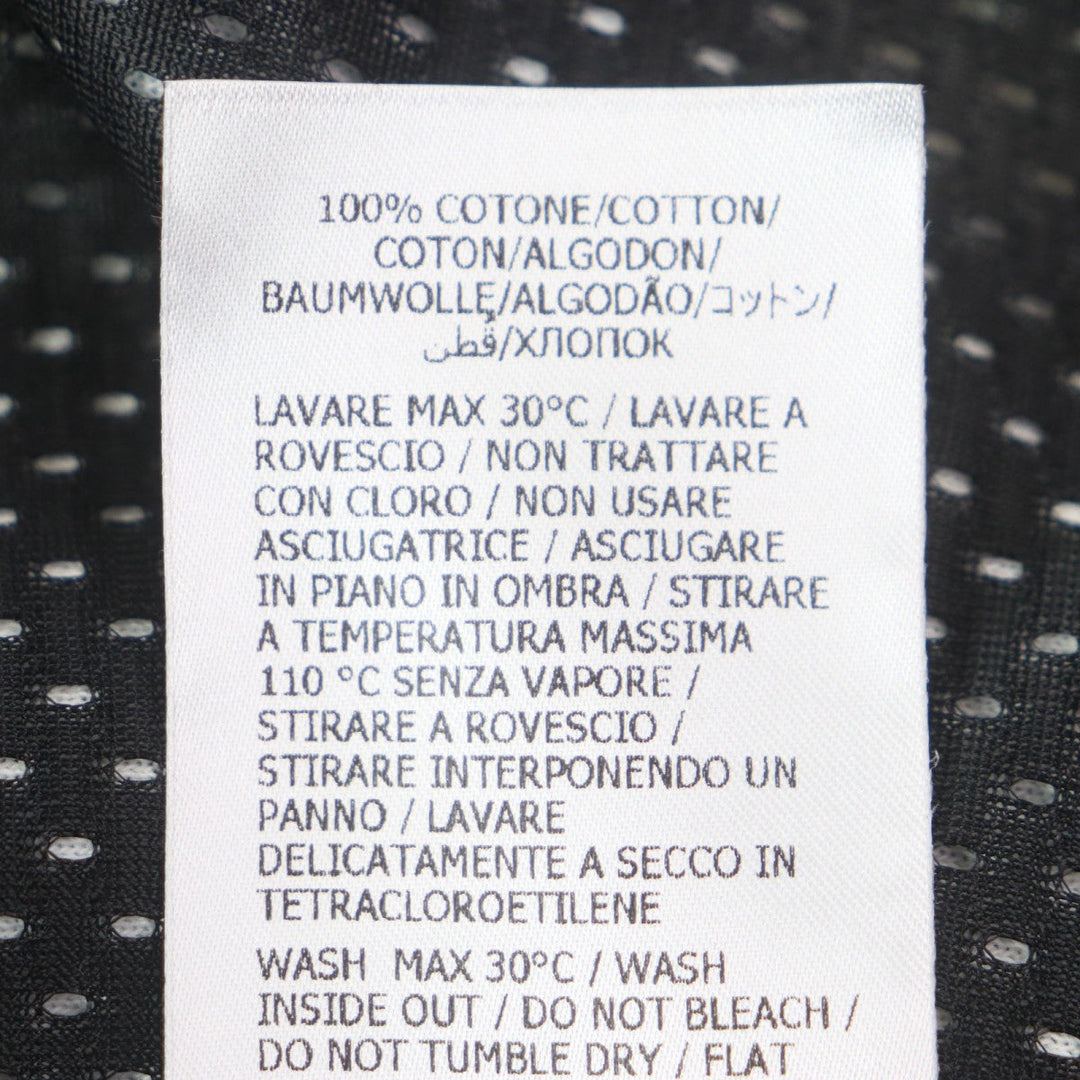 100% COTONE/COTTON/
COTON/ALGODON/
BAUMWOLLE/ALGODÃO/コットン/
قطن/ХЛОПОК
LAVARE MAX 30°C / LAVARE A
ROVESCIO / NON TRATTARE
CON CLORO / NON USARE
ASCIUGATRICE / ASCIUGARE
IN PIANO IN OMBRA / STIRARE
A TEMPERATURA MASSIMA
110 °C SENZA VAPORE /
STIRARE A ROVESCIO /
STIRARE INTERPONENDO UN
PANNO / LAVARE
DELICATAMENTE A SECCO IN
TETRACLOROETILENE
WASH  MAX 30°C / WASH
INSIDE OUT / DO NOT BLEACH /
DO NOT TUMBLE DRY / FLAT